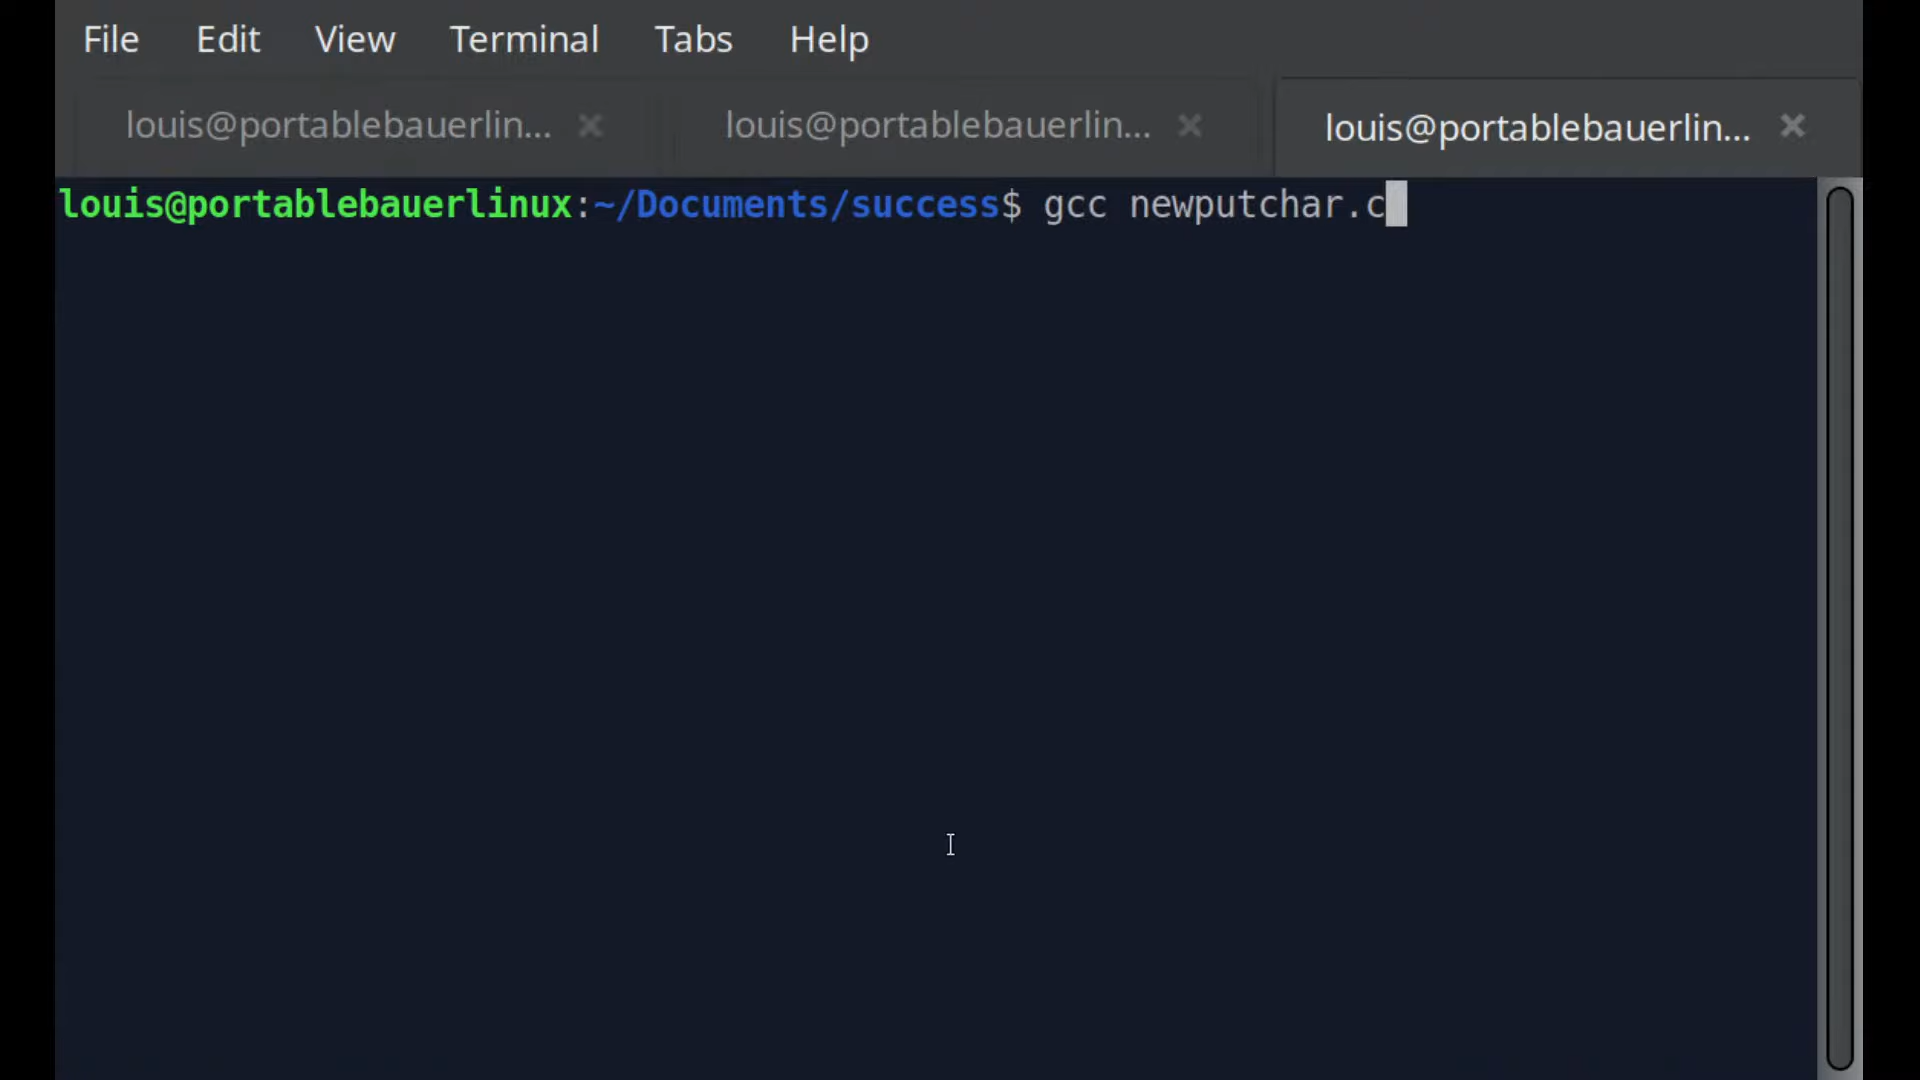 File Edit View Terminal Tabs Help
louis@portablebauerlin... louis@portablebauerlin... louis@portablebauerlin...
louis@portablebauerlinux:~/Documents/success$ gcc newputchar.c